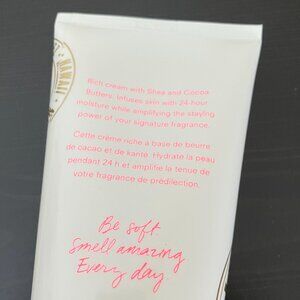 HAWAII
Rich cream with Shea and Cocoa
Butters. Infuses skin with 24-hour
moisture while amplifying the staying
power of your signature fragrance.
Cette crème riche à base de beurre
de cacao et de karité. Hydrate la peau
pendant 24 h et amplifie la tenue de
votre fragrance de prédilection.
Be soft.
Smell amazing
Every day.